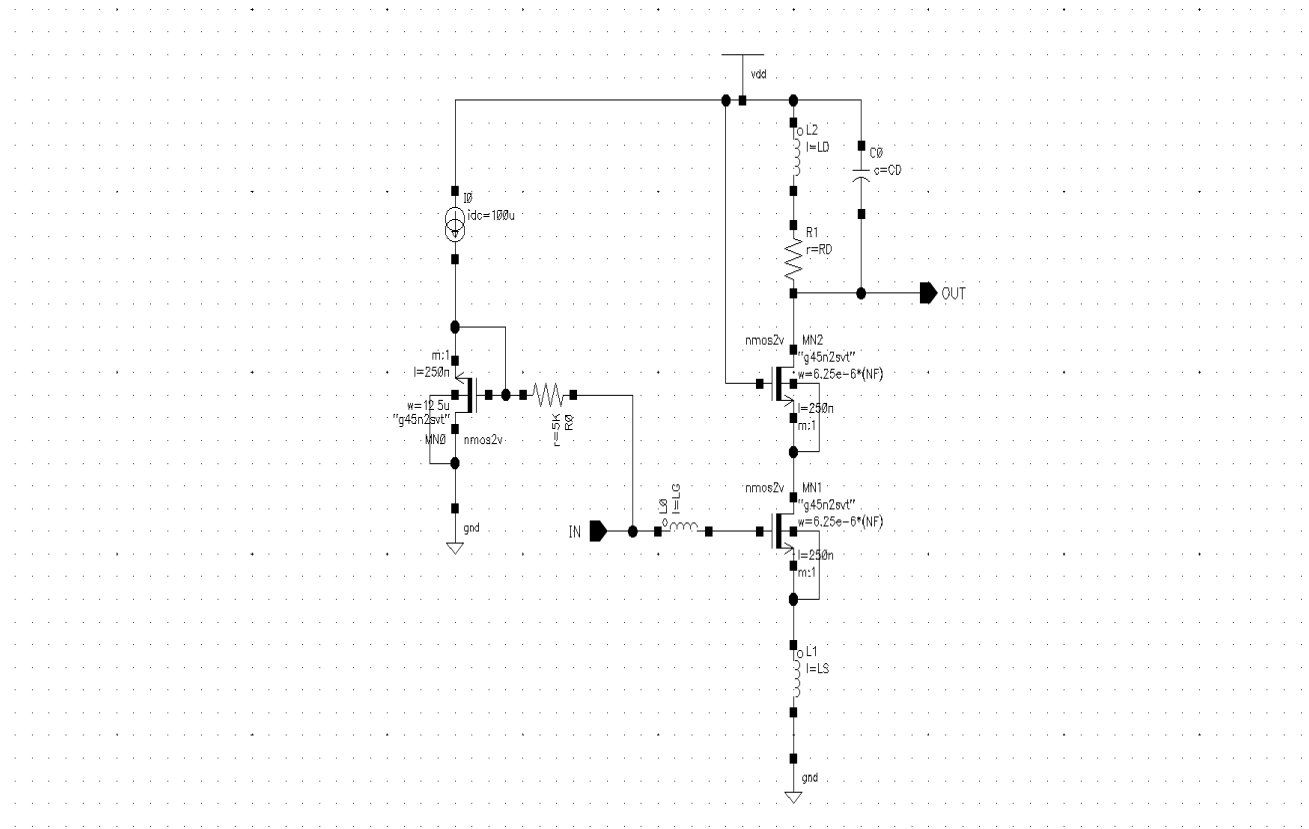 vdd
L2
l=LD
C0
c=CD
I0
idc=100u
R1
r=RD
OUT
nmos2v
MN2
"g45n2svt"
w=6.25e-6*(NF)
l=250n
m:1
m:1
l=250n
w=12.5u
"g45n2svt"
MN0
nmos2v
r=5K
R0
gnd
IN
L0
l=LG
nmos2v
MN1
"g45n2svt"
w=6.25e-6*(NF)
l=250n
m:1
L1
l=LS
gnd